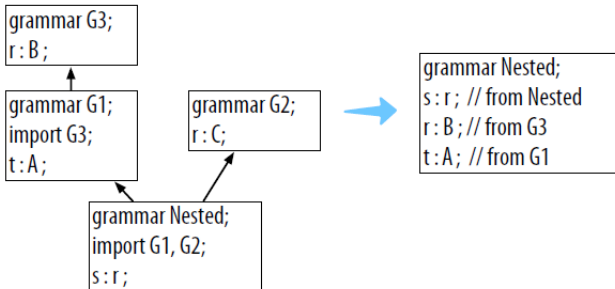 grammar G3;
r : B ;
grammar G1;
import G3;
t : A ;
grammar G2;
r : C;
grammar Nested;
import G1, G2;
s : r ;
grammar Nested;
s : r ; // from Nested
r : B ; // from G3
t : A ; // from G1